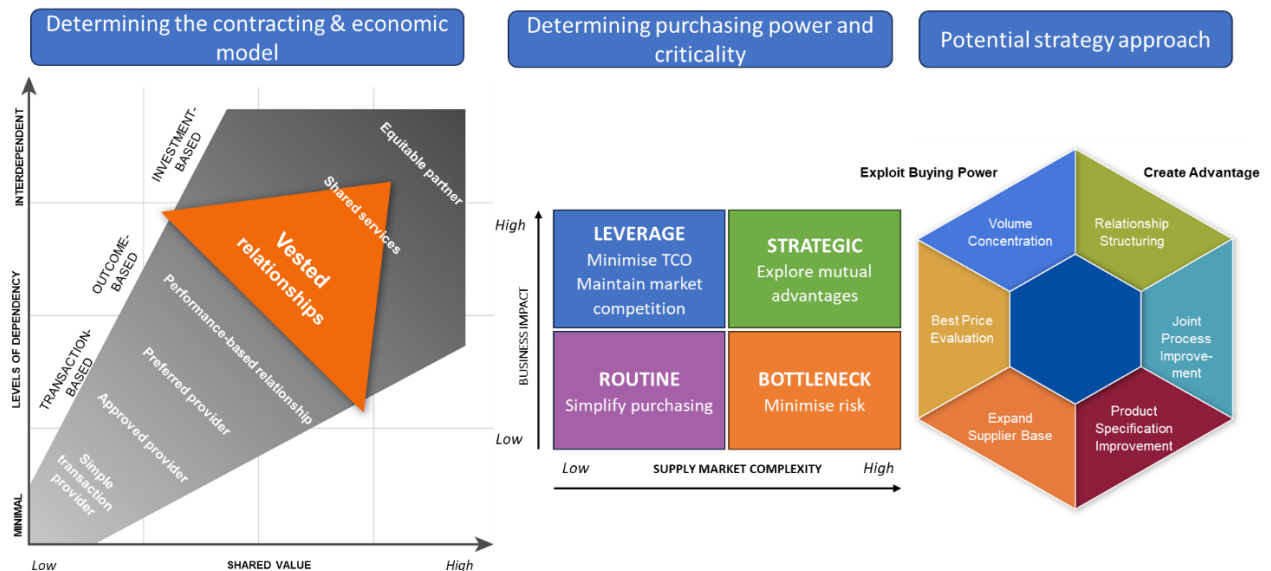 Determining the contracting & economic
model
Determining purchasing power and
criticality
Potential strategy approach
LEVELS OF DEPENDENCY
INTERDEPENDENT
MINIMAL
INVESTMENT-
BASED
OUTCOME-
BASED
TRANSACTION-
BASED
Equitable partner
Shared services
Vested
relationships
Performance-based relationship
Preferred provider
Approved provider
Simple
transaction
provider
Low
SHARED VALUE
High
BUSINESS IMPACT
High
Low
LEVERAGE
Minimise TCO
Maintain market
competition
STRATEGIC
Explore mutual
advantages
ROUTINE
Simplify purchasing
BOTTLENECK
Minimise risk
Low
SUPPLY MARKET COMPLEXITY
High
Exploit Buying Power
Create Advantage
Volume
Concentration
Relationship
Structuring
Best Price
Evaluation
Joint
Process
Improve-
ment
Expand
Supplier Base
Product
Specification
Improvement